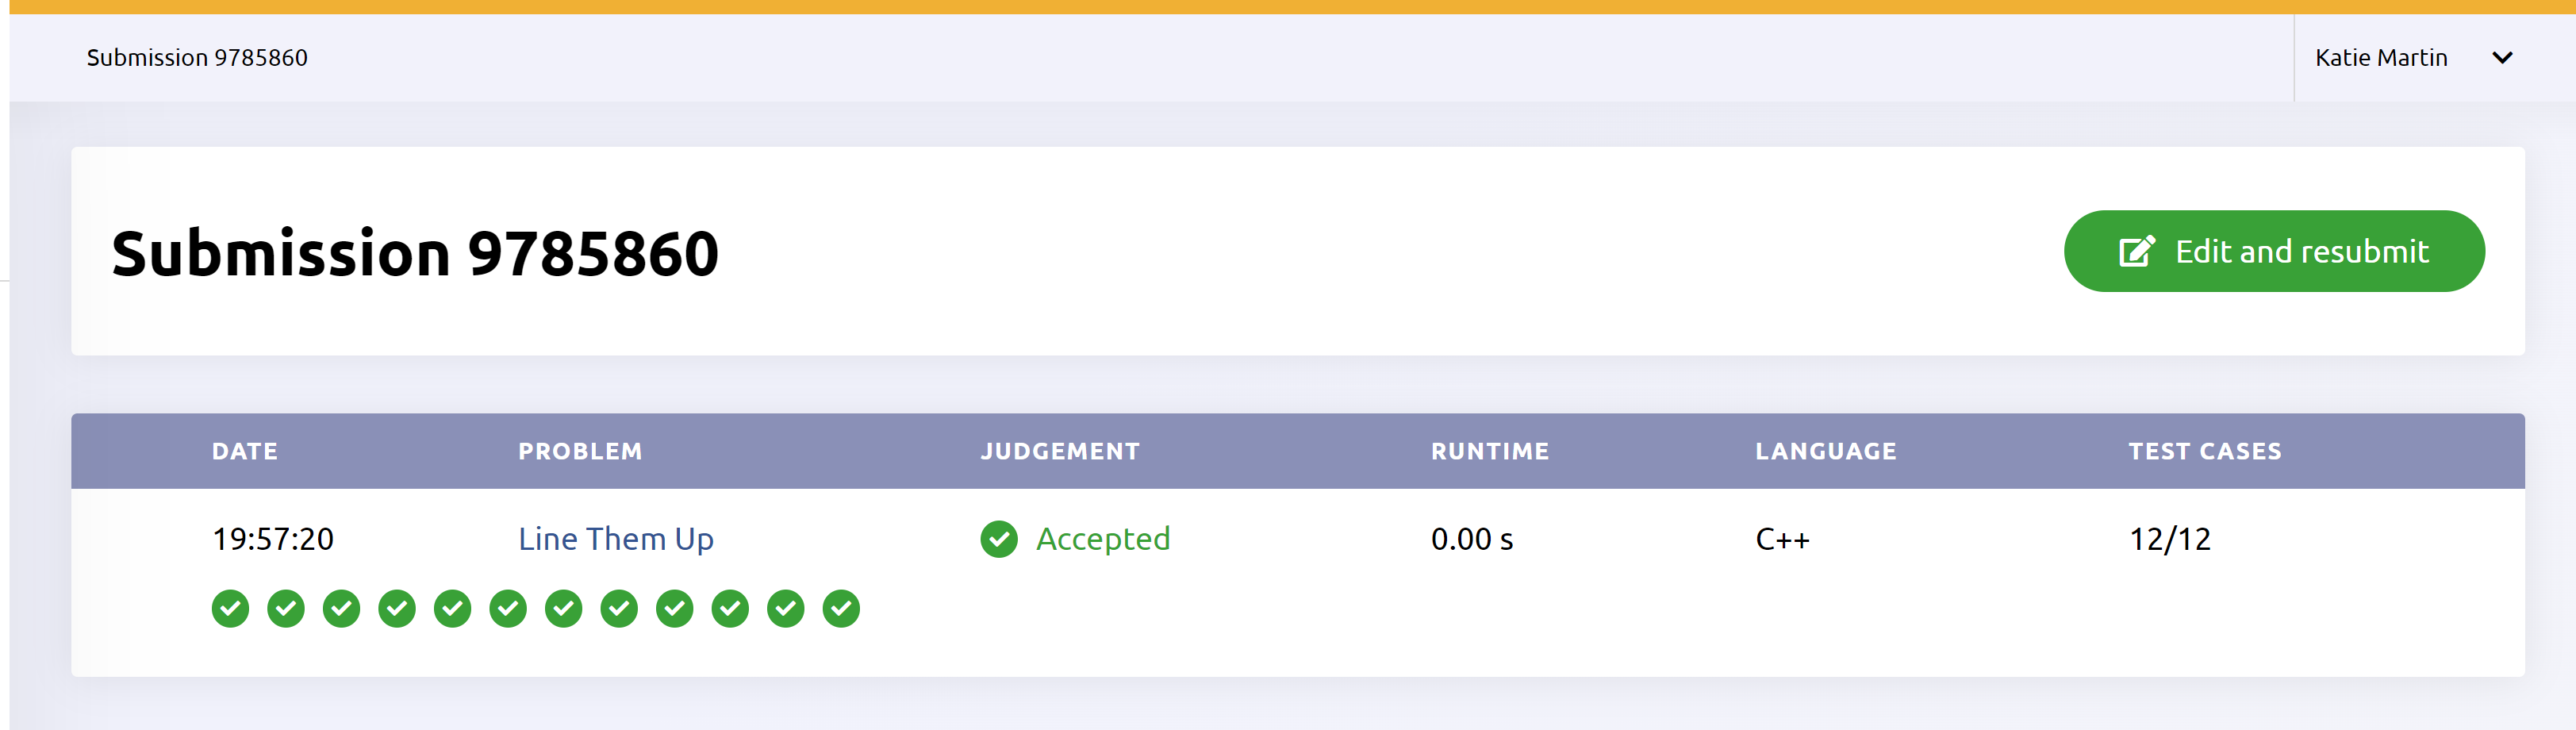 Submission 9785860
Katie Martin
Submission 9785860
Edit and resubmit
DATE PROBLEM JUDGEMENT RUNTIME LANGUAGE TEST CASES
19:57:20 Line Them Up Accepted 0.00 s C++ 12/12